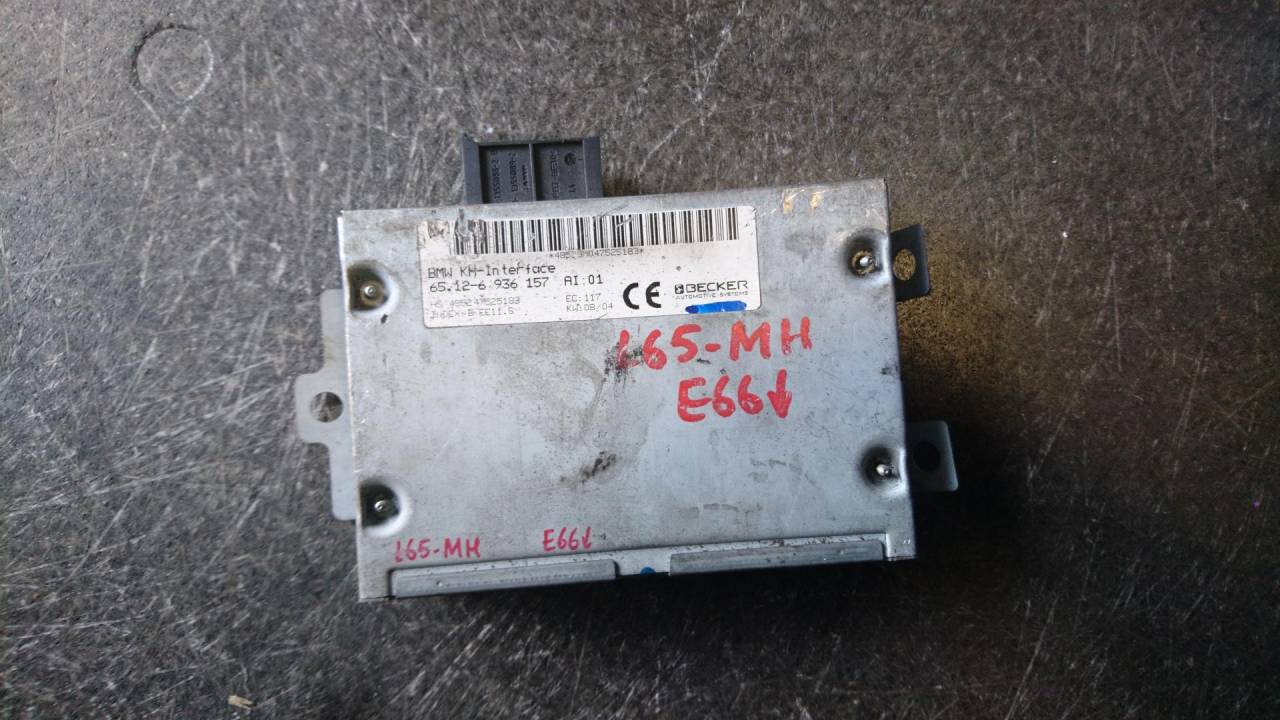 BMW KH-Interface
65.12-6 936 157 AI:01
EC:117
KW:08/04
CE
BECKER
AUTOMOTIVE SYSTEMS
L65-MH
E66↓
L65-MH E66↓